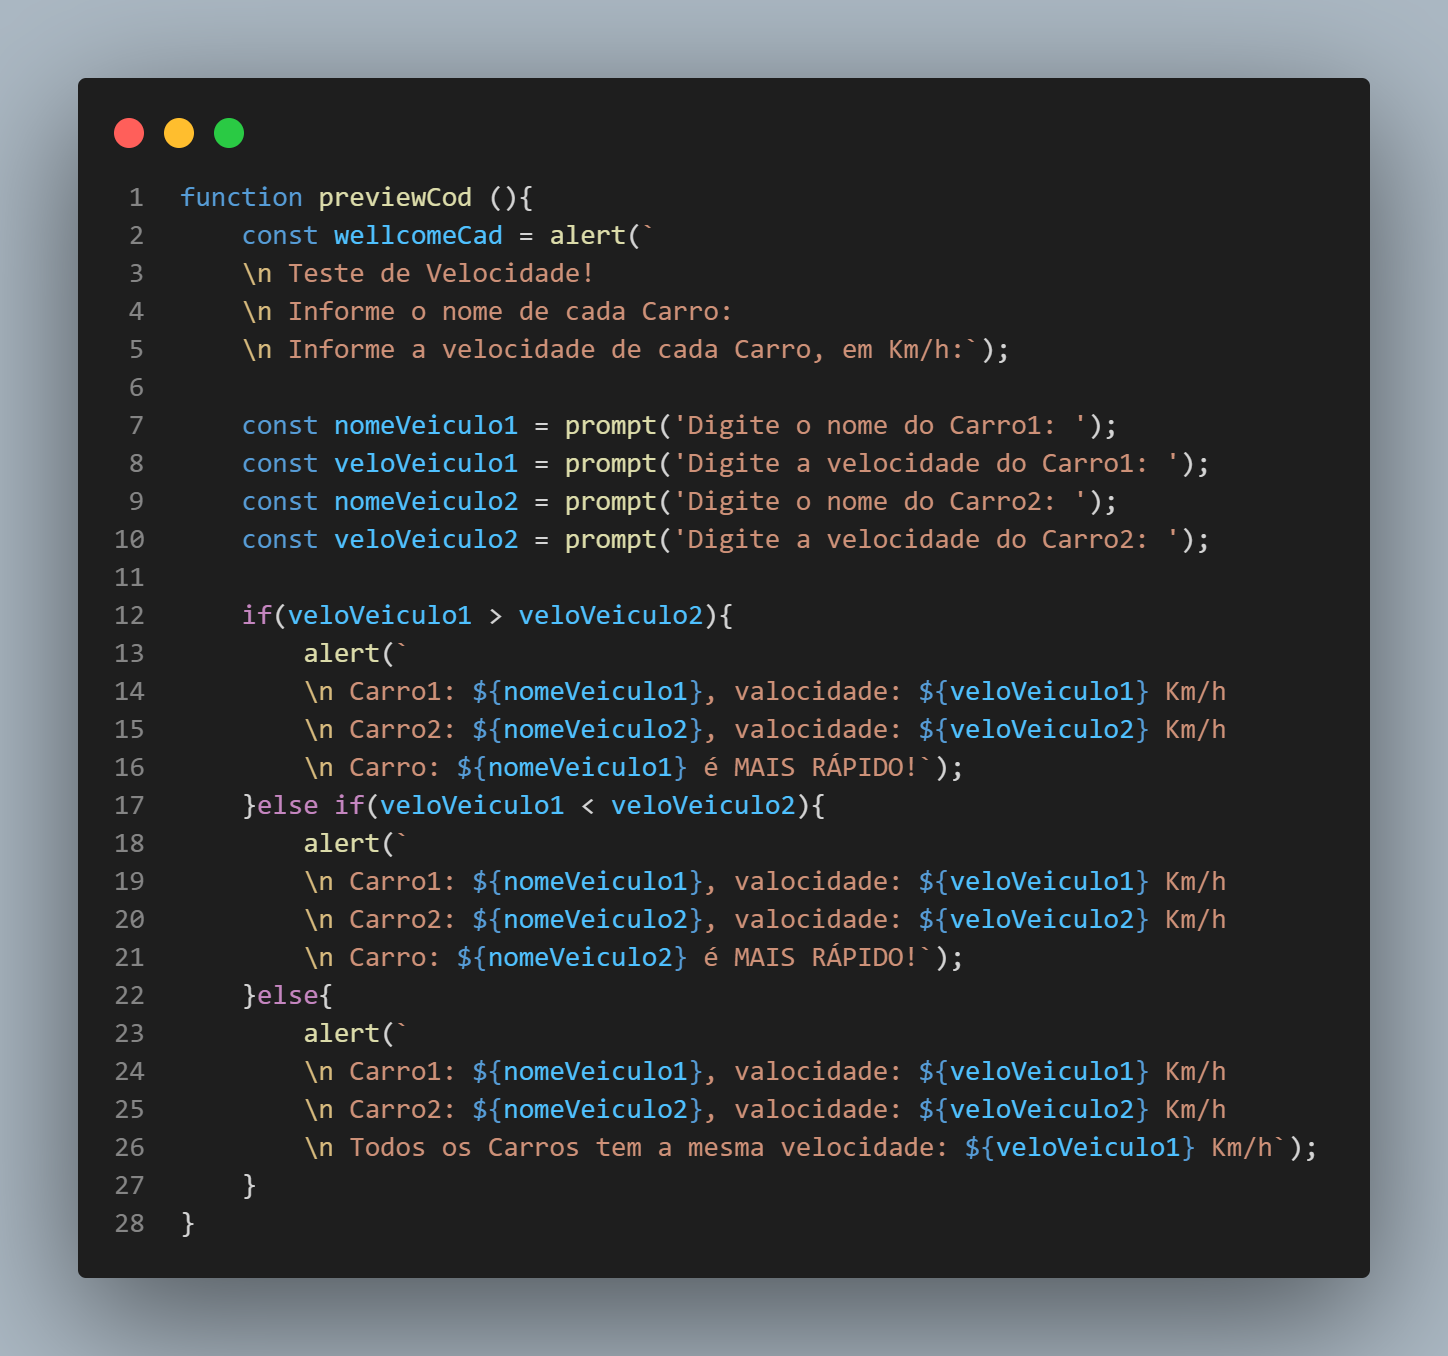 1 function previewCod (){
2     const wellcomeCad = alert(`
3     \n Teste de Velocidade!
4     \n Informe o nome de cada Carro:
5     \n Informe a velocidade de cada Carro, em Km/h:`);
6
7     const nomeVeiculo1 = prompt('Digite o nome do Carro1: ');
8     const veloVeiculo1 = prompt('Digite a velocidade do Carro1: ');
9     const nomeVeiculo2 = prompt('Digite o nome do Carro2: ');
10     const veloVeiculo2 = prompt('Digite a velocidade do Carro2: ');
11
12     if(veloVeiculo1 > veloVeiculo2){
13         alert(`
14         \n Carro1: ${nomeVeiculo1}, valocidade: ${veloVeiculo1} Km/h
15         \n Carro2: ${nomeVeiculo2}, valocidade: ${veloVeiculo2} Km/h
16         \n Carro: ${nomeVeiculo1} é MAIS RÁPIDO!`);
17     }else if(veloVeiculo1 < veloVeiculo2){
18         alert(`
19         \n Carro1: ${nomeVeiculo1}, valocidade: ${veloVeiculo1} Km/h
20         \n Carro2: ${nomeVeiculo2}, valocidade: ${veloVeiculo2} Km/h
21         \n Carro: ${nomeVeiculo2} é MAIS RÁPIDO!`);
22     }else{
23         alert(`
24         \n Carro1: ${nomeVeiculo1}, valocidade: ${veloVeiculo1} Km/h
25         \n Carro2: ${nomeVeiculo2}, valocidade: ${veloVeiculo2} Km/h
26         \n Todos os Carros tem a mesma velocidade: ${veloVeiculo1} Km/h`);
27     }
28 }